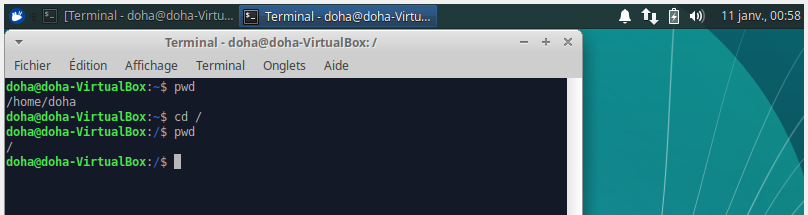 [Terminal - doha@doha-Virtu... Terminal - doha@doha-Virtu... 11 janv., 00:58
Terminal - doha@doha-VirtualBox: /
Fichier Édition Affichage Terminal Onglets Aide
doha@doha-VirtualBox:~$ pwd
/home/doha
doha@doha-VirtualBox:~$ cd /
doha@doha-VirtualBox:/$ pwd
/
doha@doha-VirtualBox:/$